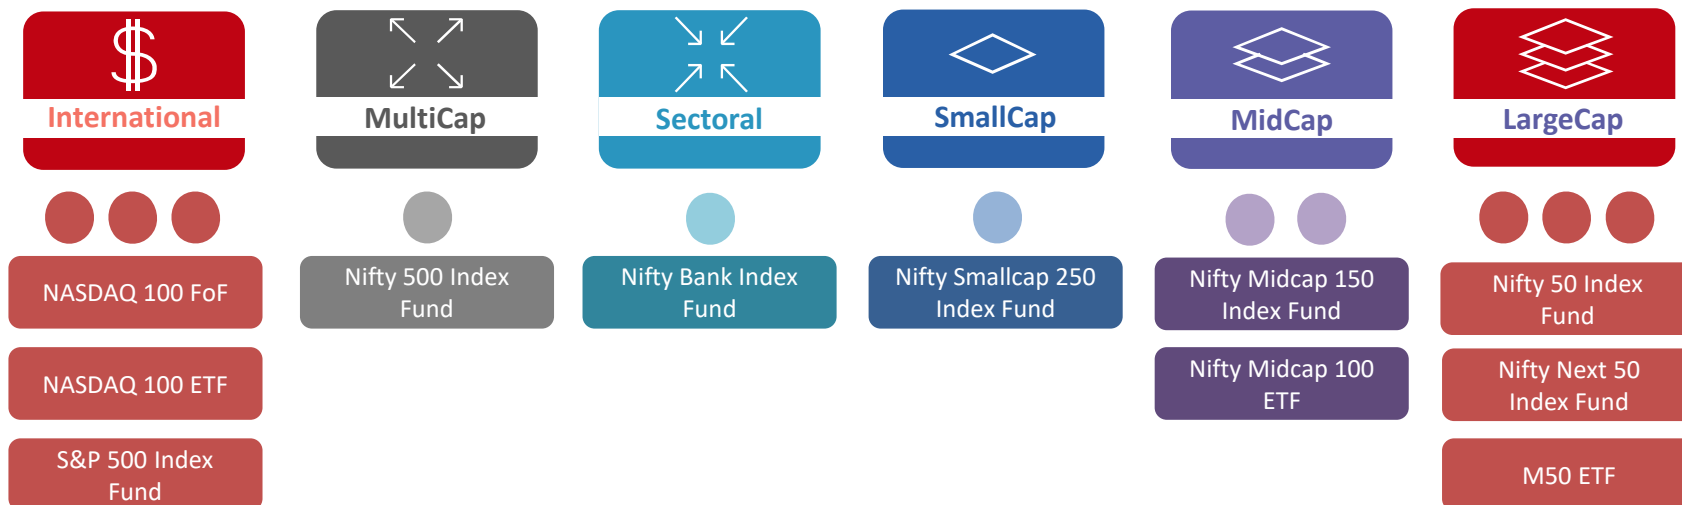 International
MultiCap
Sectoral
SmallCap
MidCap
LargeCap
NASDAQ 100 FoF
NASDAQ 100 ETF
S&P 500 Index
Fund
Nifty 500 Index
Fund
Nifty Bank Index
Fund
Nifty Smallcap 250
Index Fund
Nifty Midcap 150
Index Fund
Nifty Midcap 100
ETF
Nifty 50 Index
Fund
Nifty Next 50
Index Fund
M50 ETF